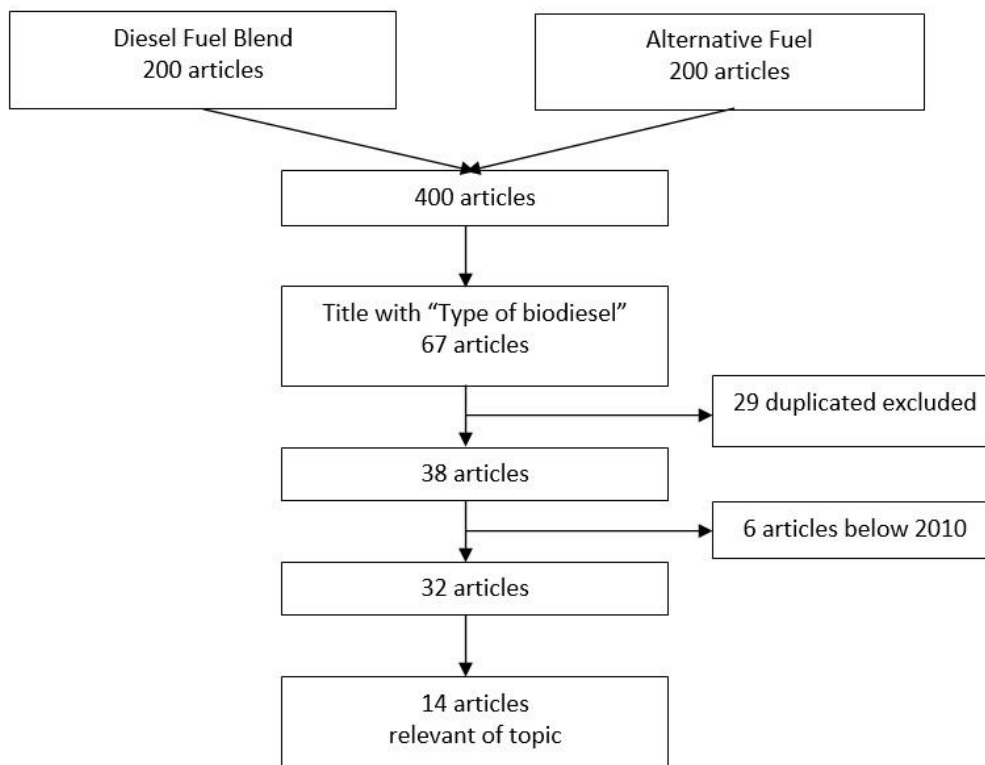 Diesel Fuel Blend
200 articles
Alternative Fuel
200 articles
400 articles
Title with “Type of biodiesel”
67 articles
29 duplicated excluded
38 articles
6 articles below 2010
32 articles
14 articles
relevant of topic